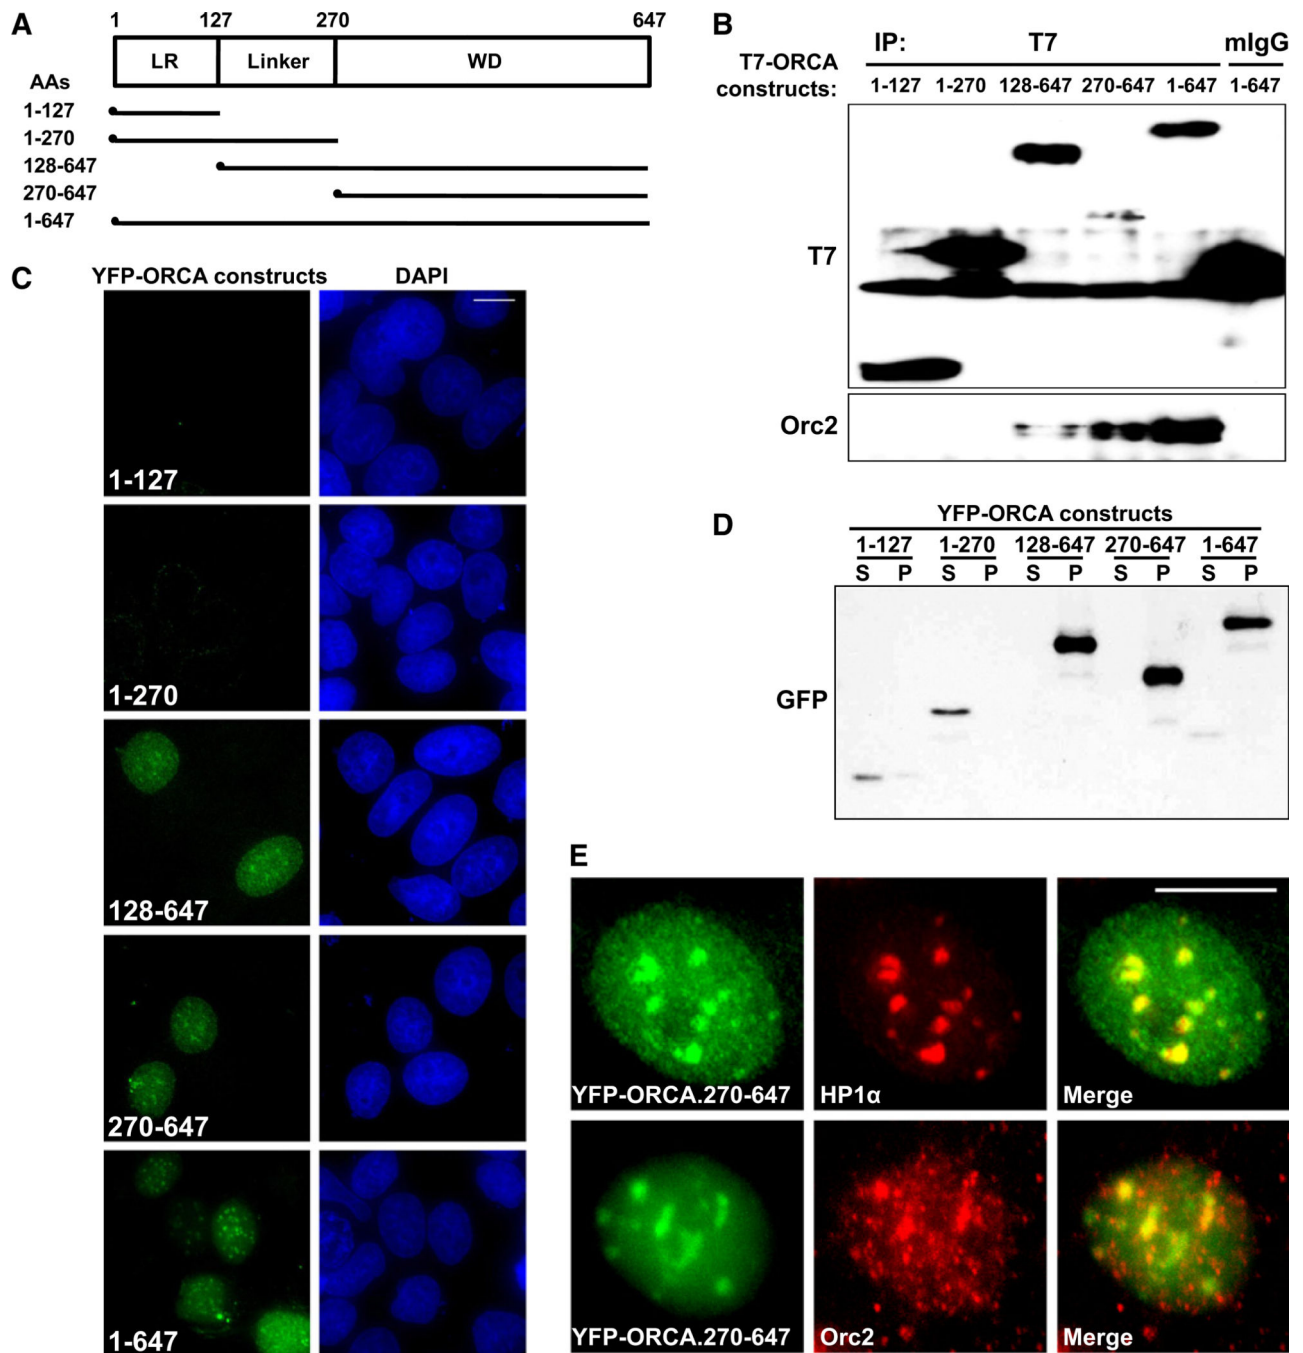 A
1 127 270 647
LR Linker WD
AAs
1-127
1-270
128-647
270-647
1-647
B
IP: T7 mIgG
T7-ORCA
constructs: 1-127 1-270 128-647 270-647 1-647 1-647
T7
Orc2
C
YFP-ORCA constructs DAPI
1-127
1-270
128-647
270-647
1-647
D
YFP-ORCA constructs
1-127 1-270 128-647 270-647 1-647
S P S P S P S P S P
GFP
E
YFP-ORCA.270-647 HP1α Merge
YFP-ORCA.270-647 Orc2 Merge